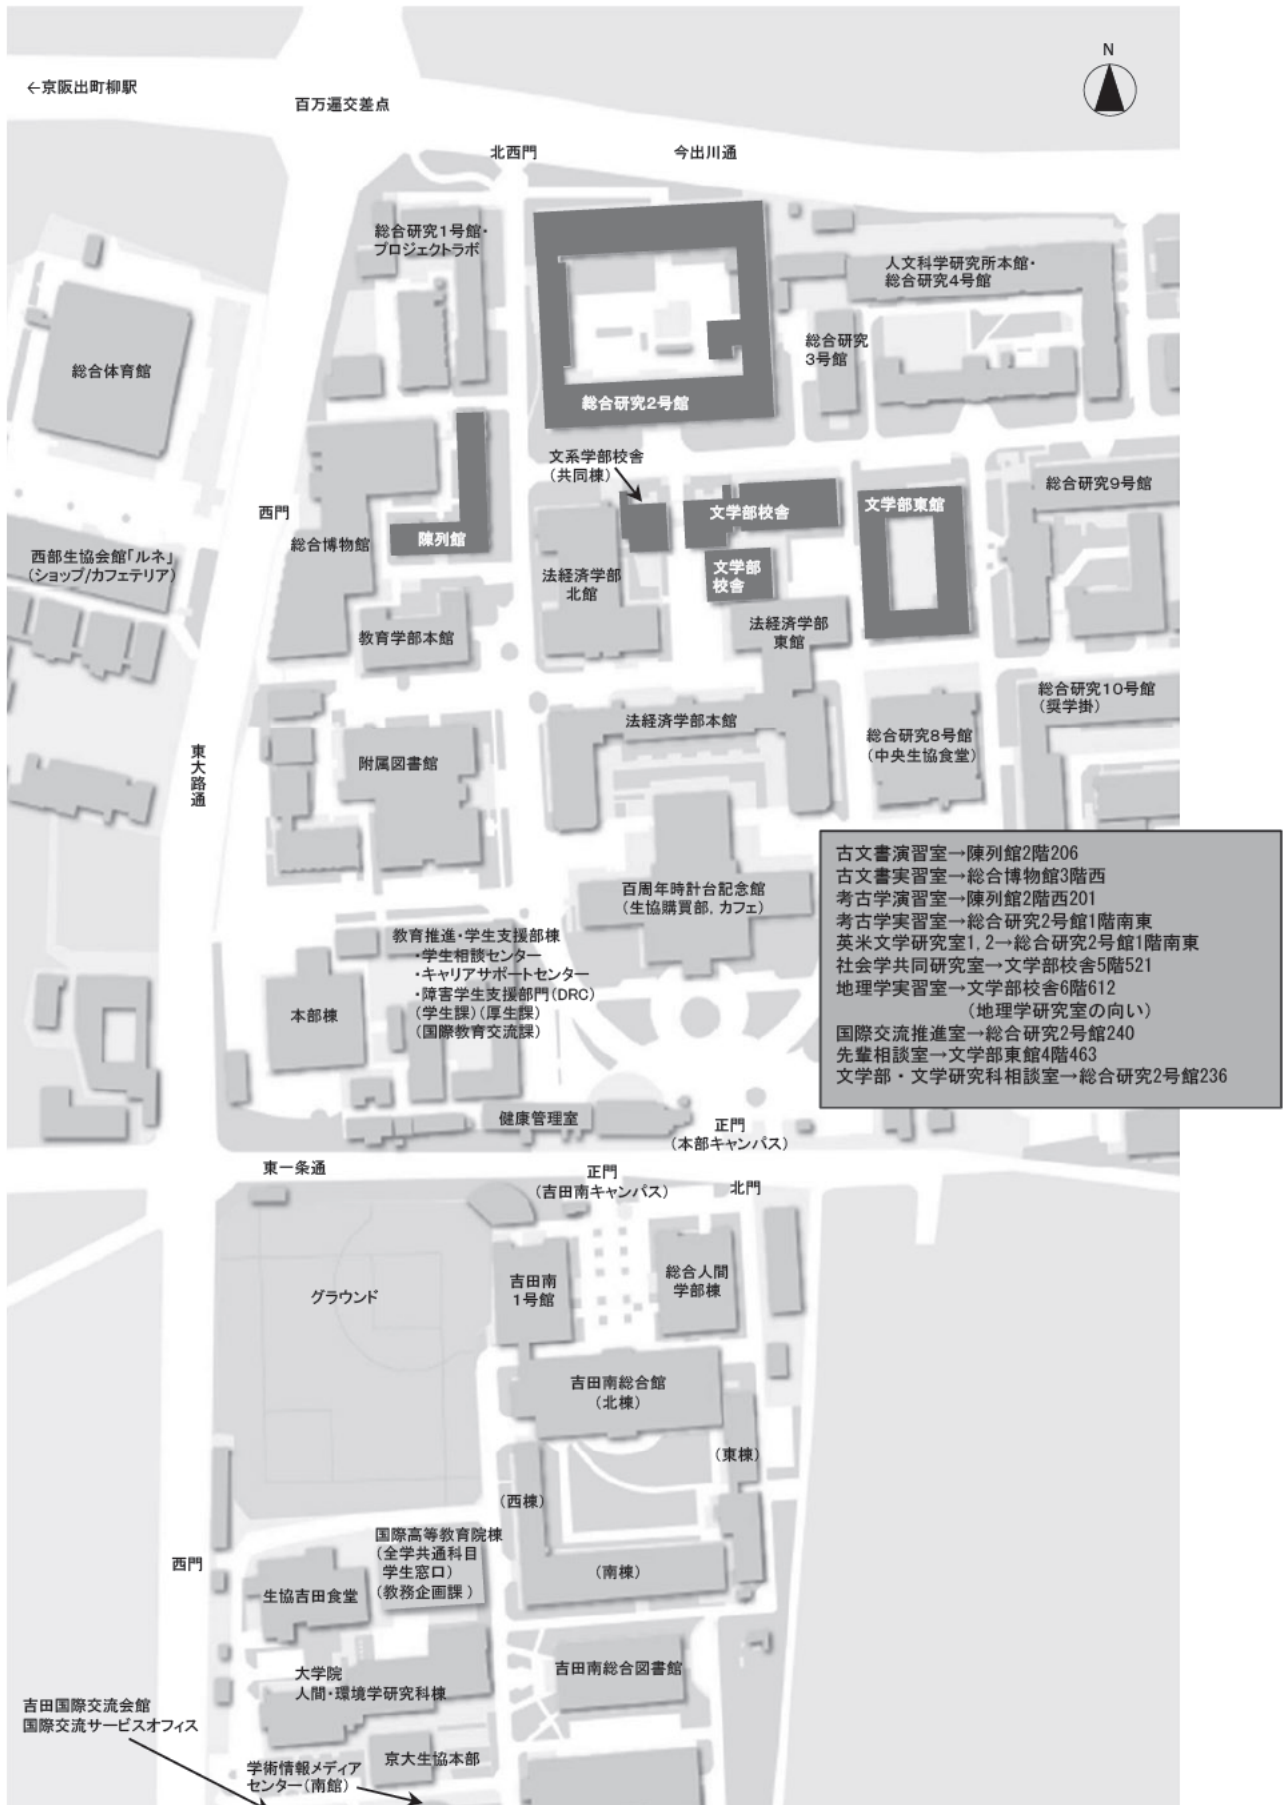 N
←京阪出町柳駅
百万遍交差点
北西門
今出川通
総合研究1号館・
プロジェクトラボ
人文科学研究所本館・
総合研究4号館
総合研究
3号館
総合体育館
総合研究2号館
文系学部校舎
(共同棟)
総合研究9号館
西門
文学部校舎
文学部東館
陳列館
総合博物館
西部生協会館「ルネ」
(ショップ/カフェテリア)
法経済学部
北館
文学部
校舎
教育学部本館
法経済学部
東館
総合研究10号館
(奨学掛)
法経済学部本館
総合研究8号館
(中央生協食堂)
東大路通
附属図書館
古文書演習室→陳列館2階206
古文書実習室→総合博物館3階西
考古学演習室→陳列館2階西201
考古学実習室→総合研究2号館1階南東
英米文学研究室1, 2→総合研究2号館1階南東
社会学共同研究室→文学部校舎5階521
地理学実習室→文学部校舎6階612
(地理学研究室の向い)
国際交流推進室→総合研究2号館240
先輩相談室→文学部東館4階463
文学部・文学研究科相談室→総合研究2号館236
百周年時計台記念館
(生協購買部, カフェ)
教育推進・学生支援部棟
・学生相談センター
・キャリアサポートセンター
・障害学生支援部門(DRC)
(学生課)(厚生課)
(国際教育交流課)
本部棟
健康管理室
正門
(本部キャンパス)
東一条通
正門
(吉田南キャンパス)
北門
吉田南
1号館
総合人間
学部棟
グラウンド
吉田南総合館
(北棟)
(東棟)
(西棟)
国際高等教育院棟
(全学共通科目
学生窓口)
(教務企画課)
(南棟)
西門
生協吉田食堂
大学院
人間・環境学研究科棟
吉田南総合図書館
吉田国際交流会館
国際交流サービスオフィス
京大生協本部
学術情報メディア
センター(南館)